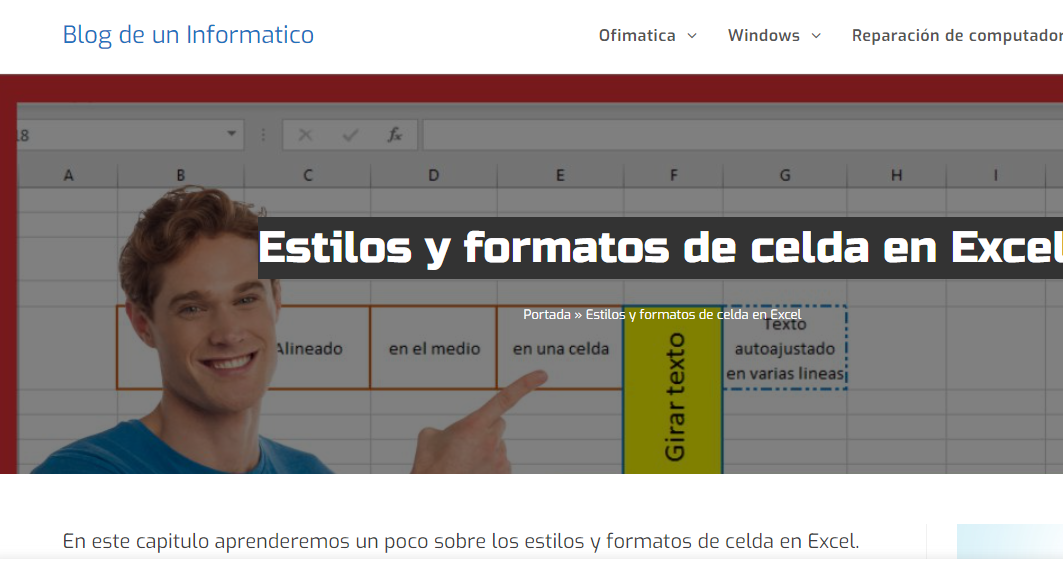 Blog de un Informatico
Ofimatica
Windows
Reparación de computador
18
fx
A B C D E F G H I
Estilos y formatos de celda en Excel
Portada » Estilos y formatos de celda en Excel
Alineado
en el medio
en una celda
Girar texto
Texto
autoajustado
en varias lineas
En este capitulo aprenderemos un poco sobre los estilos y formatos de celda en Excel.